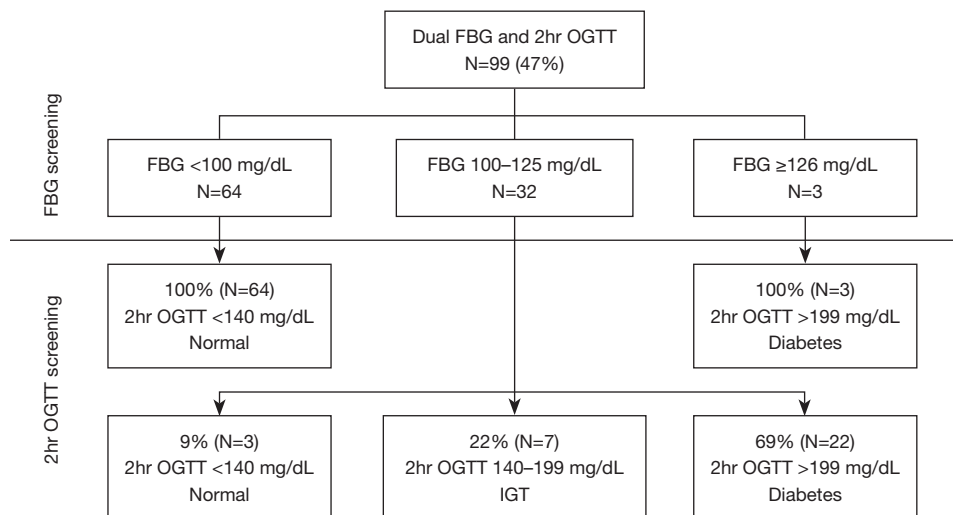 Dual FBG and 2hr OGTT
N=99 (47%)
FBG screening
FBG <100 mg/dL
N=64
FBG 100–125 mg/dL
N=32
FBG ≥126 mg/dL
N=3
2hr OGTT screening
100% (N=64)
2hr OGTT <140 mg/dL
Normal
100% (N=3)
2hr OGTT >199 mg/dL
Diabetes
9% (N=3)
2hr OGTT <140 mg/dL
Normal
22% (N=7)
2hr OGTT 140–199 mg/dL
IGT
69% (N=22)
2hr OGTT >199 mg/dL
Diabetes